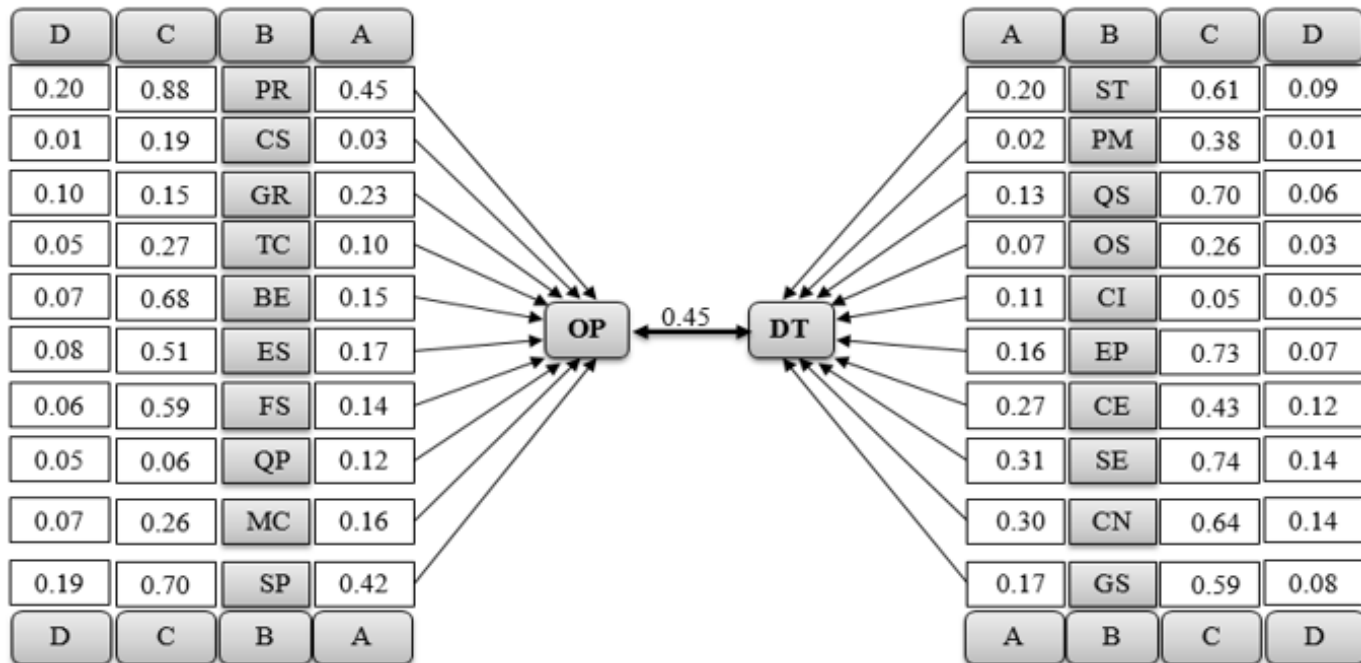 D C B A A B C D
0.20 0.88 PR 0.45 0.20 ST 0.61 0.09
0.01 0.19 CS 0.03 0.02 PM 0.38 0.01
0.10 0.15 GR 0.23 0.13 QS 0.70 0.06
0.05 0.27 TC 0.10 0.07 OS 0.26 0.03
0.07 0.68 BE 0.15 0.11 CI 0.05 0.05
OP 0.45 DT
0.08 0.51 ES 0.17 0.16 EP 0.73 0.07
0.06 0.59 FS 0.14 0.27 CE 0.43 0.12
0.05 0.06 QP 0.12 0.31 SE 0.74 0.14
0.07 0.26 MC 0.16 0.30 CN 0.64 0.14
0.19 0.70 SP 0.42 0.17 GS 0.59 0.08
D C B A A B C D